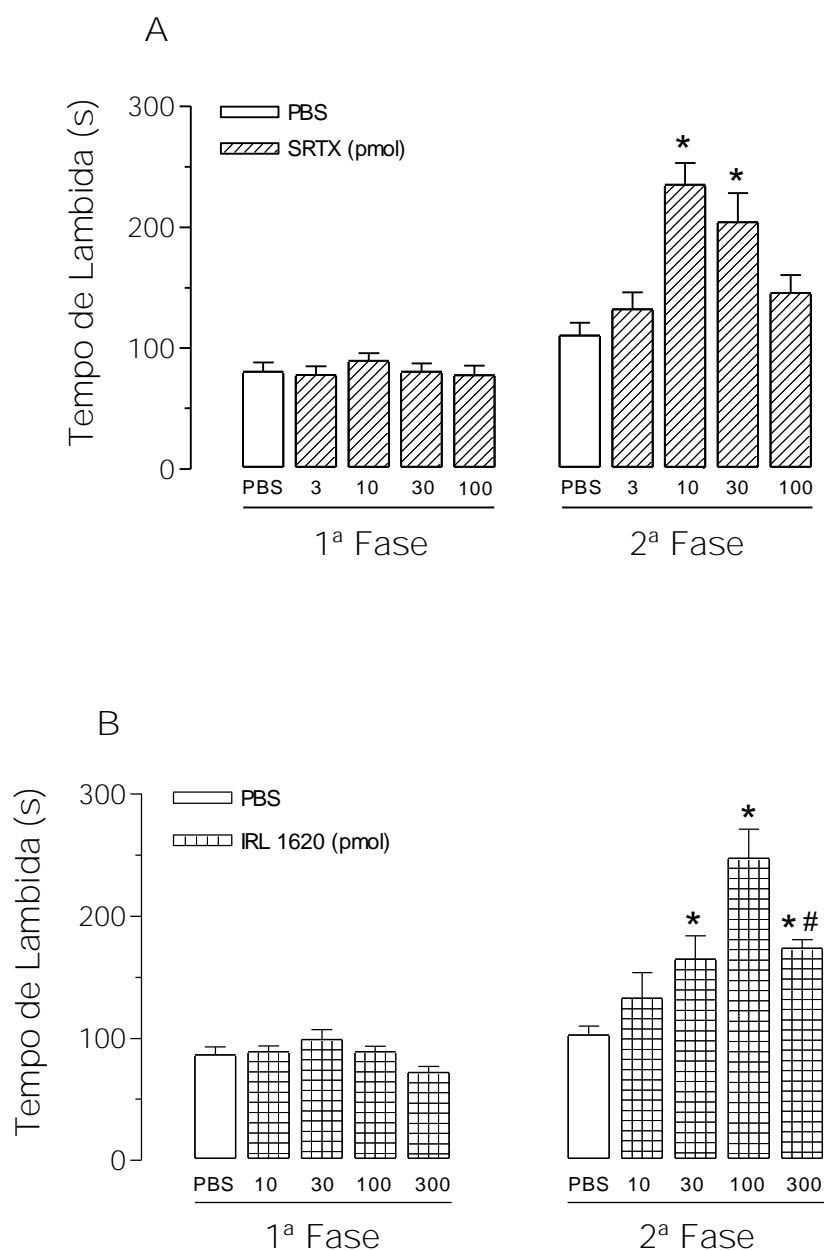 A
Tempo de Lambida (s)
300
200
100
0
PBS
SRTX (pmol)
* *
PBS 3 10 30 100 PBS 3 10 30 100
1ª Fase 2ª Fase
B
Tempo de Lambida (s)
300
200
100
0
PBS
IRL 1620 (pmol)
*
* * #
PBS 10 30 100 300 PBS 10 30 100 300
1ª Fase 2ª Fase